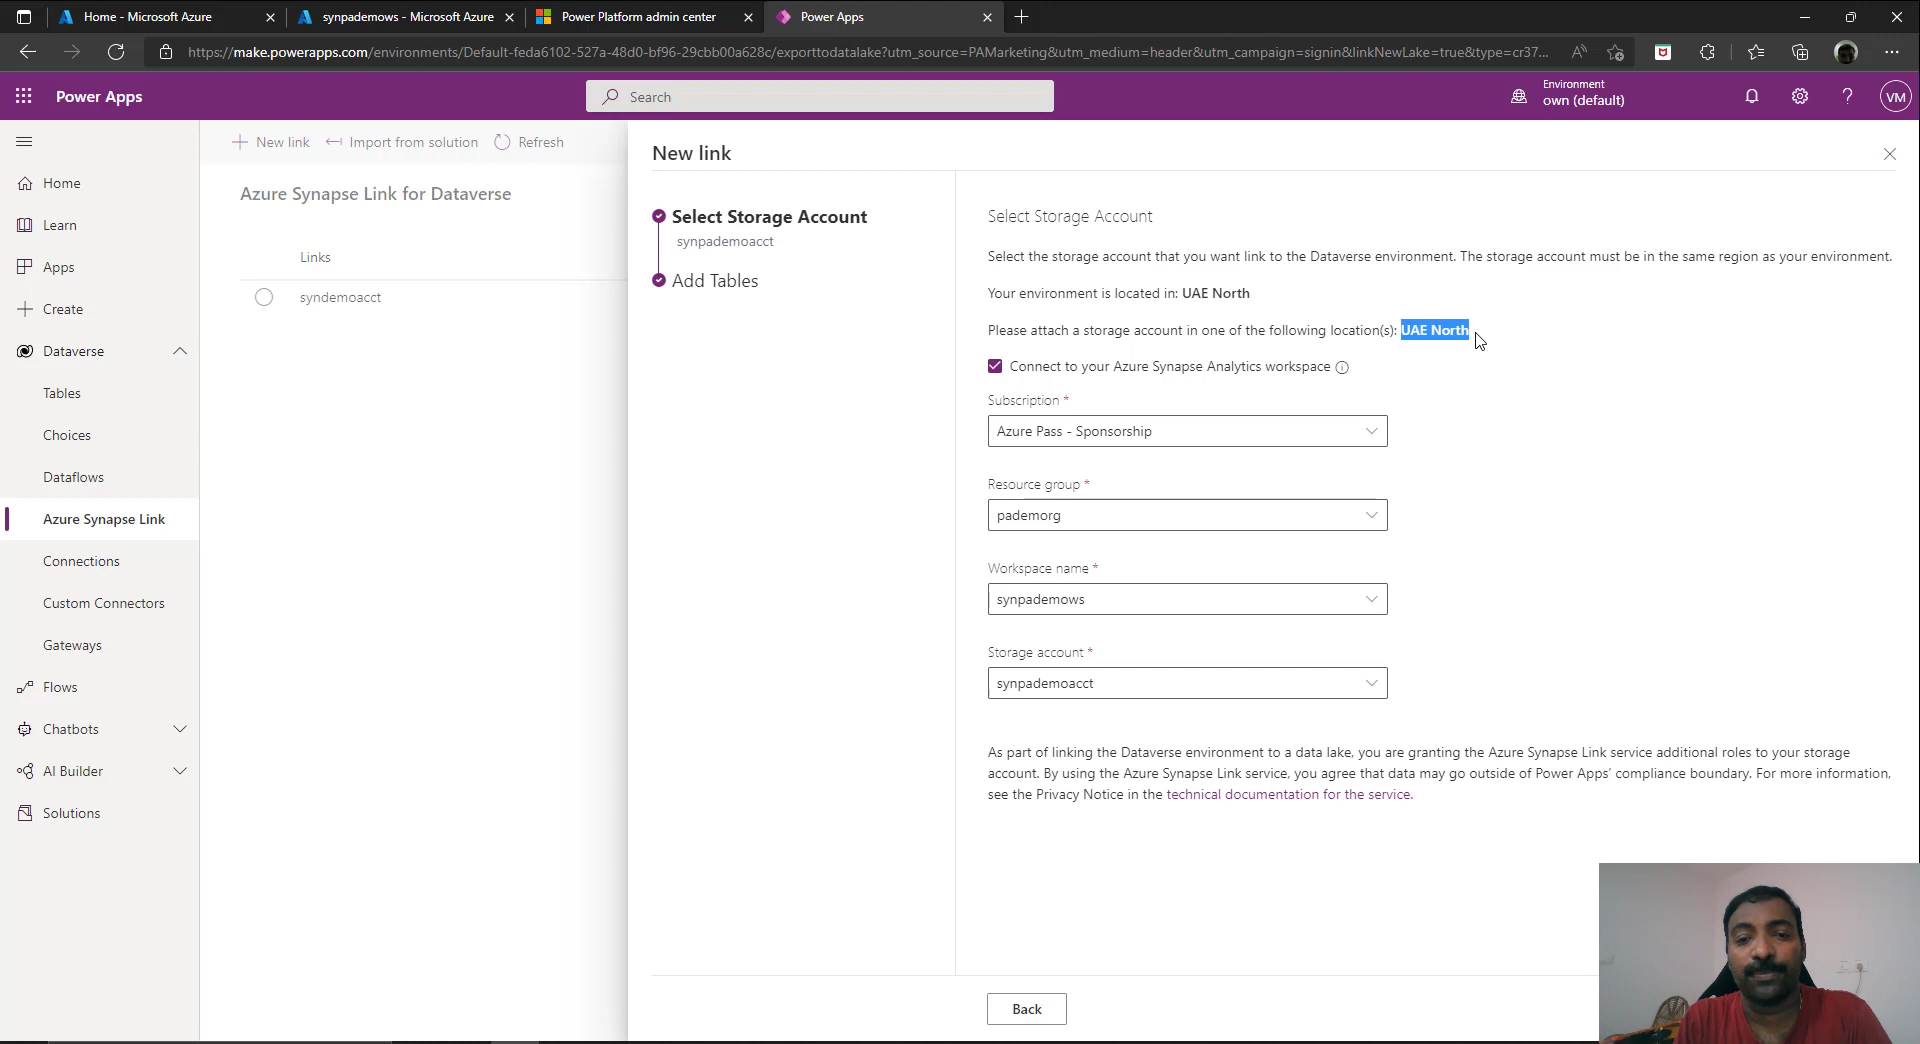 Home - Microsoft Azure
synpademows - Microsoft Azure
Power Platform admin center
Power Apps
https://make.powerapps.com/environments/Default-feda6102-527a-48d0-bf96-29cbb00a628c/exporttodatalake?utm_source=PAMarketing&utm_medium=header&utm_campaign=signin&linkNewLake=true&type=cr37...
Power Apps
Search
Environment
own (default)
VM
New link
Import from solution
Refresh
Home
Learn
Apps
Create
Dataverse
Tables
Choices
Dataflows
Azure Synapse Link
Connections
Custom Connectors
Gateways
Flows
Chatbots
AI Builder
Solutions
Azure Synapse Link for Dataverse
Links
syndemoacct
New link
Select Storage Account
synpademoacct
Add Tables
Select Storage Account
Select the storage account that you want link to the Dataverse environment. The storage account must be in the same region as your environment.
Your environment is located in: UAE North
Please attach a storage account in one of the following location(s): UAE North
Connect to your Azure Synapse Analytics workspace
Subscription *
Azure Pass - Sponsorship
Resource group *
pademorg
Workspace name *
synpademows
Storage account *
synpademoacct
As part of linking the Dataverse environment to a data lake, you are granting the Azure Synapse Link service additional roles to your storage
account. By using the Azure Synapse Link service, you agree that data may go outside of Power Apps' compliance boundary. For more information,
see the Privacy Notice in the technical documentation for the service.
Back